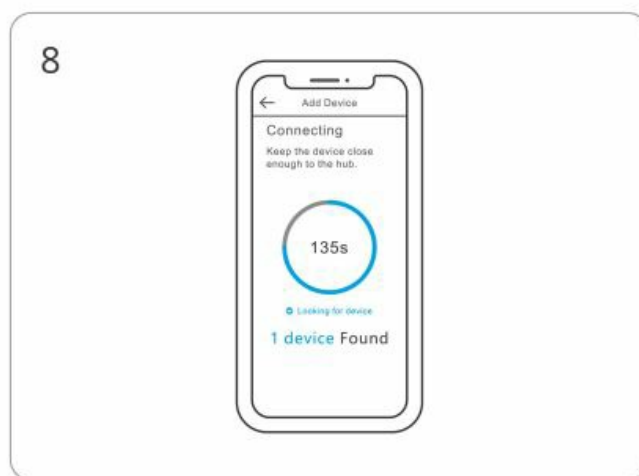 8
Add Device
Connecting
Keep the device close
enough to the hub.
135s
Looking for device
1 device Found